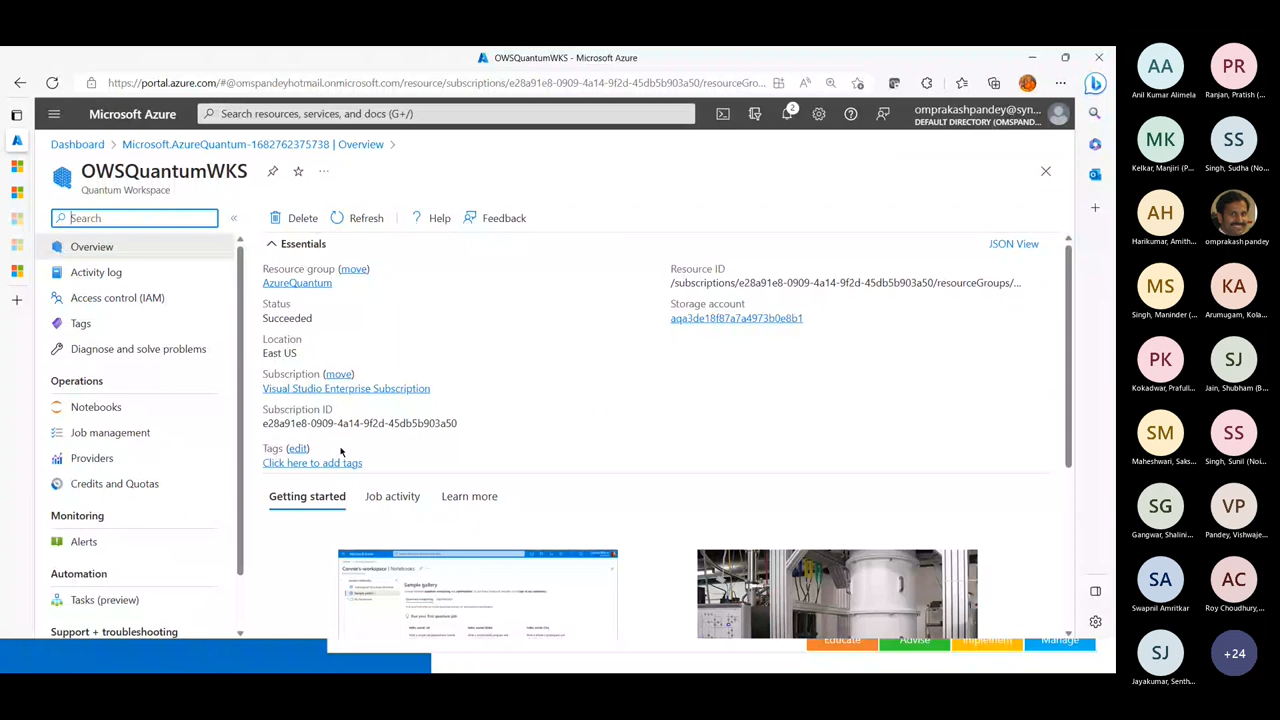 OWSQuantumWKS - Microsoft Azure
https://portal.azure.com/#@omspandeyhotmail.onmicrosoft.com/resource/subscriptions/e28a91e8-0909-4a14-9f2d-45db5b903a50/resourceGro...
Microsoft Azure
Search resources, services, and docs (G+/)
2
omprakashpandey@syn...
DEFAULT DIRECTORY (OMSPAND...
Dashboard > Microsoft.AzureQuantum-1682762375738 | Overview >
OWSQuantumWKS
Quantum Workspace
Search
«
Delete Refresh Help Feedback
Overview
Activity log
Access control (IAM)
Tags
Diagnose and solve problems
Operations
Notebooks
Job management
Providers
Credits and Quotas
Monitoring
Alerts
Automation
Tasks (preview)
Support + troubleshooting
Essentials
JSON View
Resource group (move)
AzureQuantum
Status
Succeeded
Location
East US
Subscription (move)
Visual Studio Enterprise Subscription
Subscription ID
e28a91e8-0909-4a14-9f2d-45db5b903a50
Tags (edit)
Click here to add tags
Resource ID
/subscriptions/e28a91e8-0909-4a14-9f2d-45db5b903a50/resourceGroups/...
Storage account
aqa3de18f87a7a4973b0e8b1
Getting started Job activity Learn more
Sample gallery
Educate Advise Implement Manage
AA PR
Anil Kumar Alimela Ranjan, Pratish (...
MK SS
Kelkar, Manjiri (P... Singh, Sudha (No...
AH
Harikumar, Amith... omprakash pandey
MS KA
Singh, Maninder (... Arumugam, Kola...
PK SJ
Kokadwar, Prafull... Jain, Shubham (B...
SM SS
Maheshwari, Saks... Singh, Sunil (Noi...
SG VP
Gangwar, Shalini... Pandey, Vishwaje...
SA AC
Swapnil Amritkar Roy Choudhury,...
SJ +24
Jayakumar, Senth...